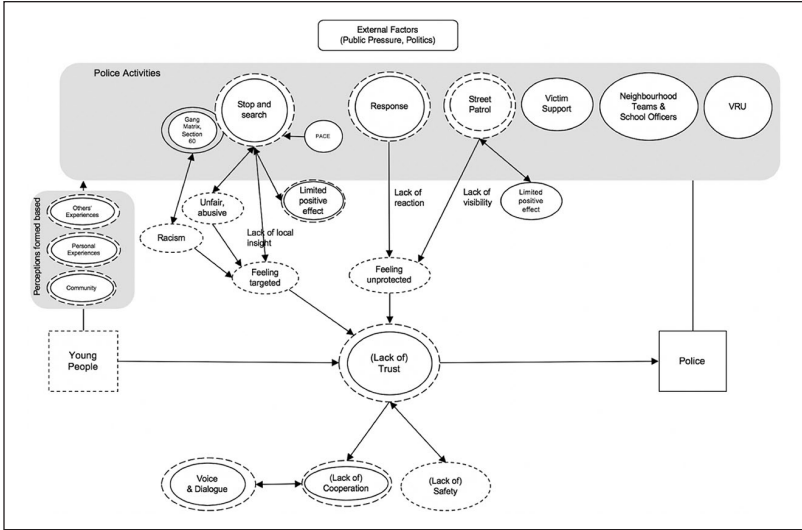 External Factors
(Public Pressure, Politics)
Police Activities
Stop and
search
Gang
Matrix,
Section
60
PACE
Response
Street
Patrol
Victim
Support
Neighbourhood
Teams &
School Officers
VRU
Perceptions formed based
Others'
Experiences
Personal
Experiences
Community
Racism
Unfair,
abusive
Lack of local
insight
Limited
positive
effect
Feeling
targeted
Lack of
reaction
Lack of
visibility
Limited
positive
effect
Feeling
unprotected
Young
People
(Lack of)
Trust
Police
Voice
& Dialogue
(Lack of)
Cooperation
(Lack of)
Safety